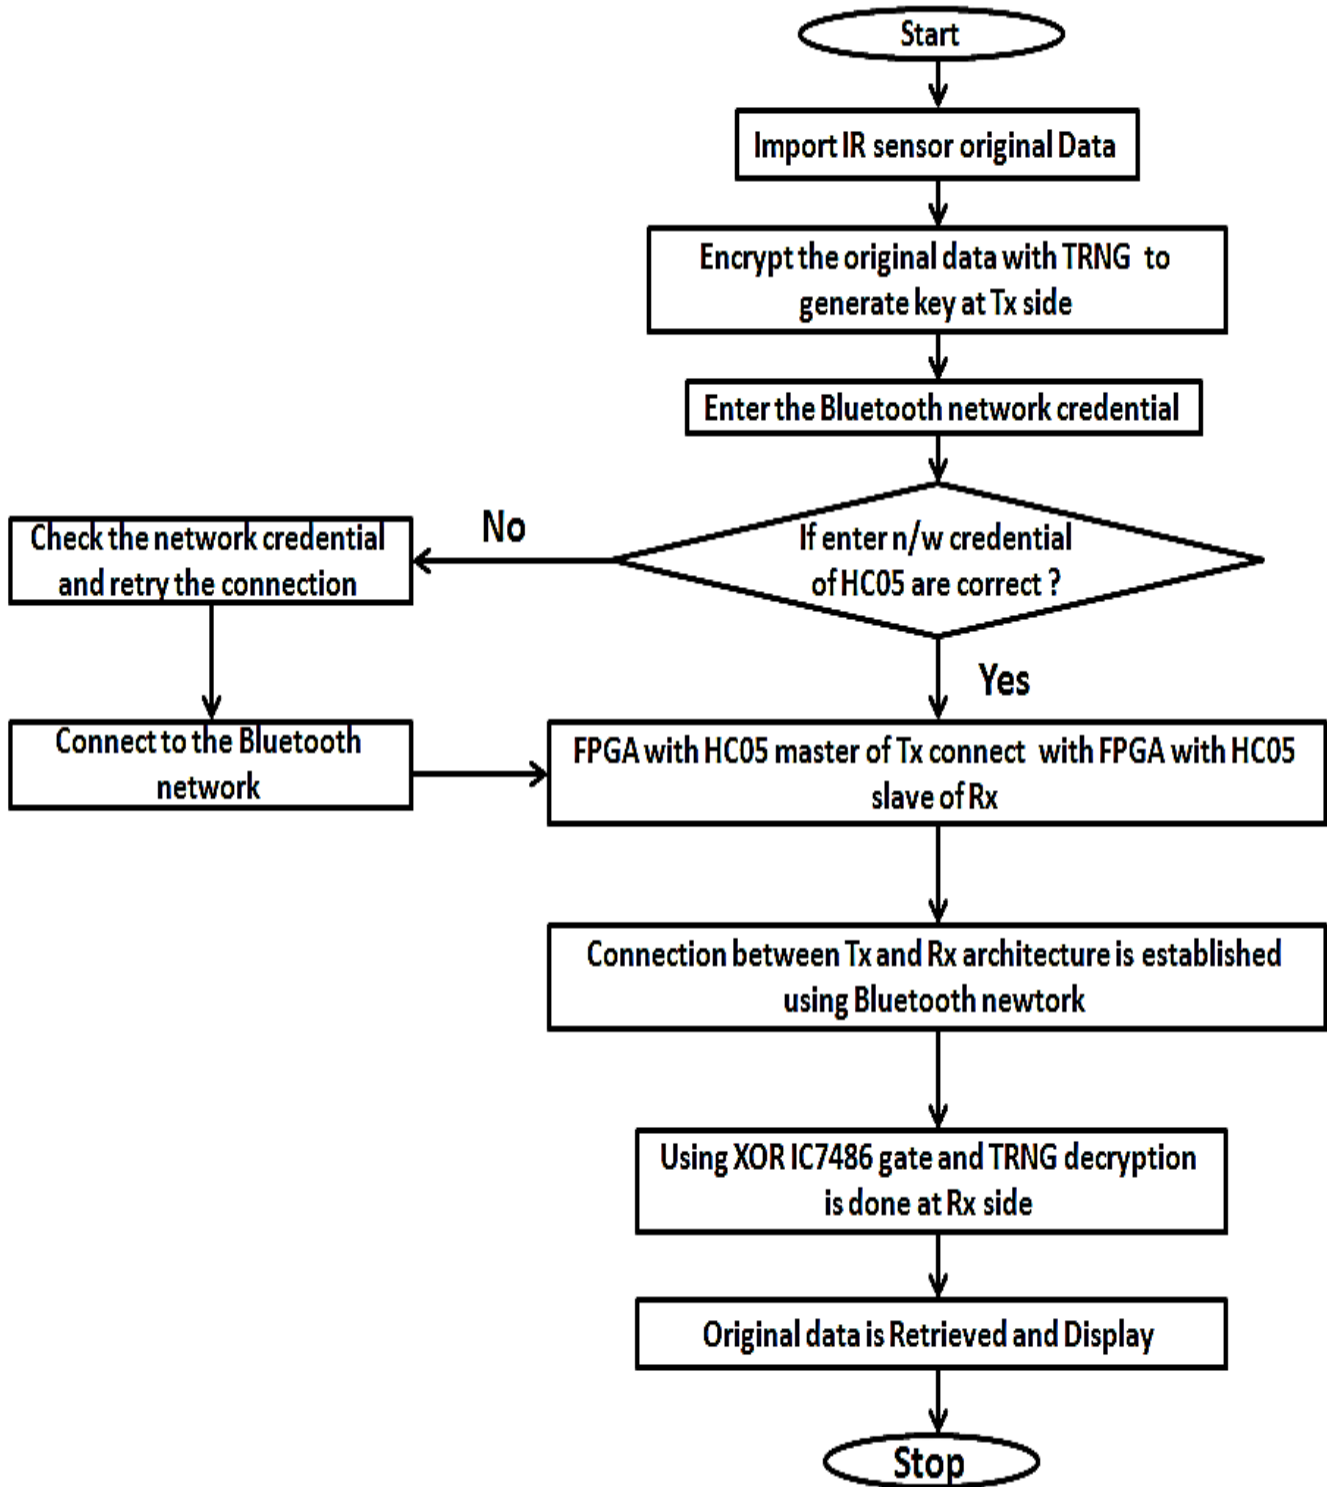 Start
Import IR sensor original Data
Encrypt the original data with TRNG to
generate key at Tx side
Enter the Bluetooth network credential
If enter n/w credential
of HC05 are correct ?
No
Check the network credential
and retry the connection
Yes
Connect to the Bluetooth
network
FPGA with HC05 master of Tx connect with FPGA with HC05
slave of Rx
Connection between Tx and Rx architecture is established
using Bluetooth newtork
Using XOR IC7486 gate and TRNG decryption
is done at Rx side
Original data is Retrieved and Display
Stop